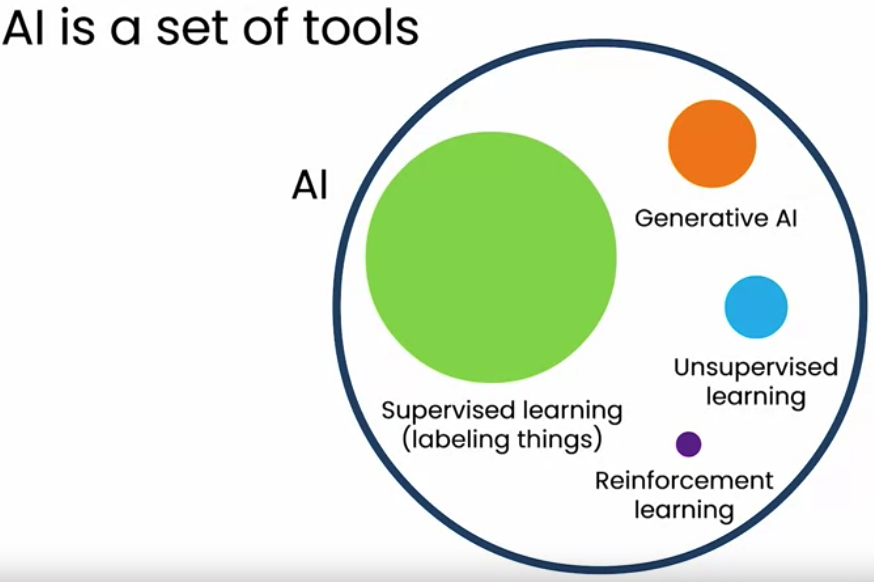 AI is a set of tools
AI
Generative AI
Supervised learning
(labeling things)
Unsupervised
learning
Reinforcement
learning